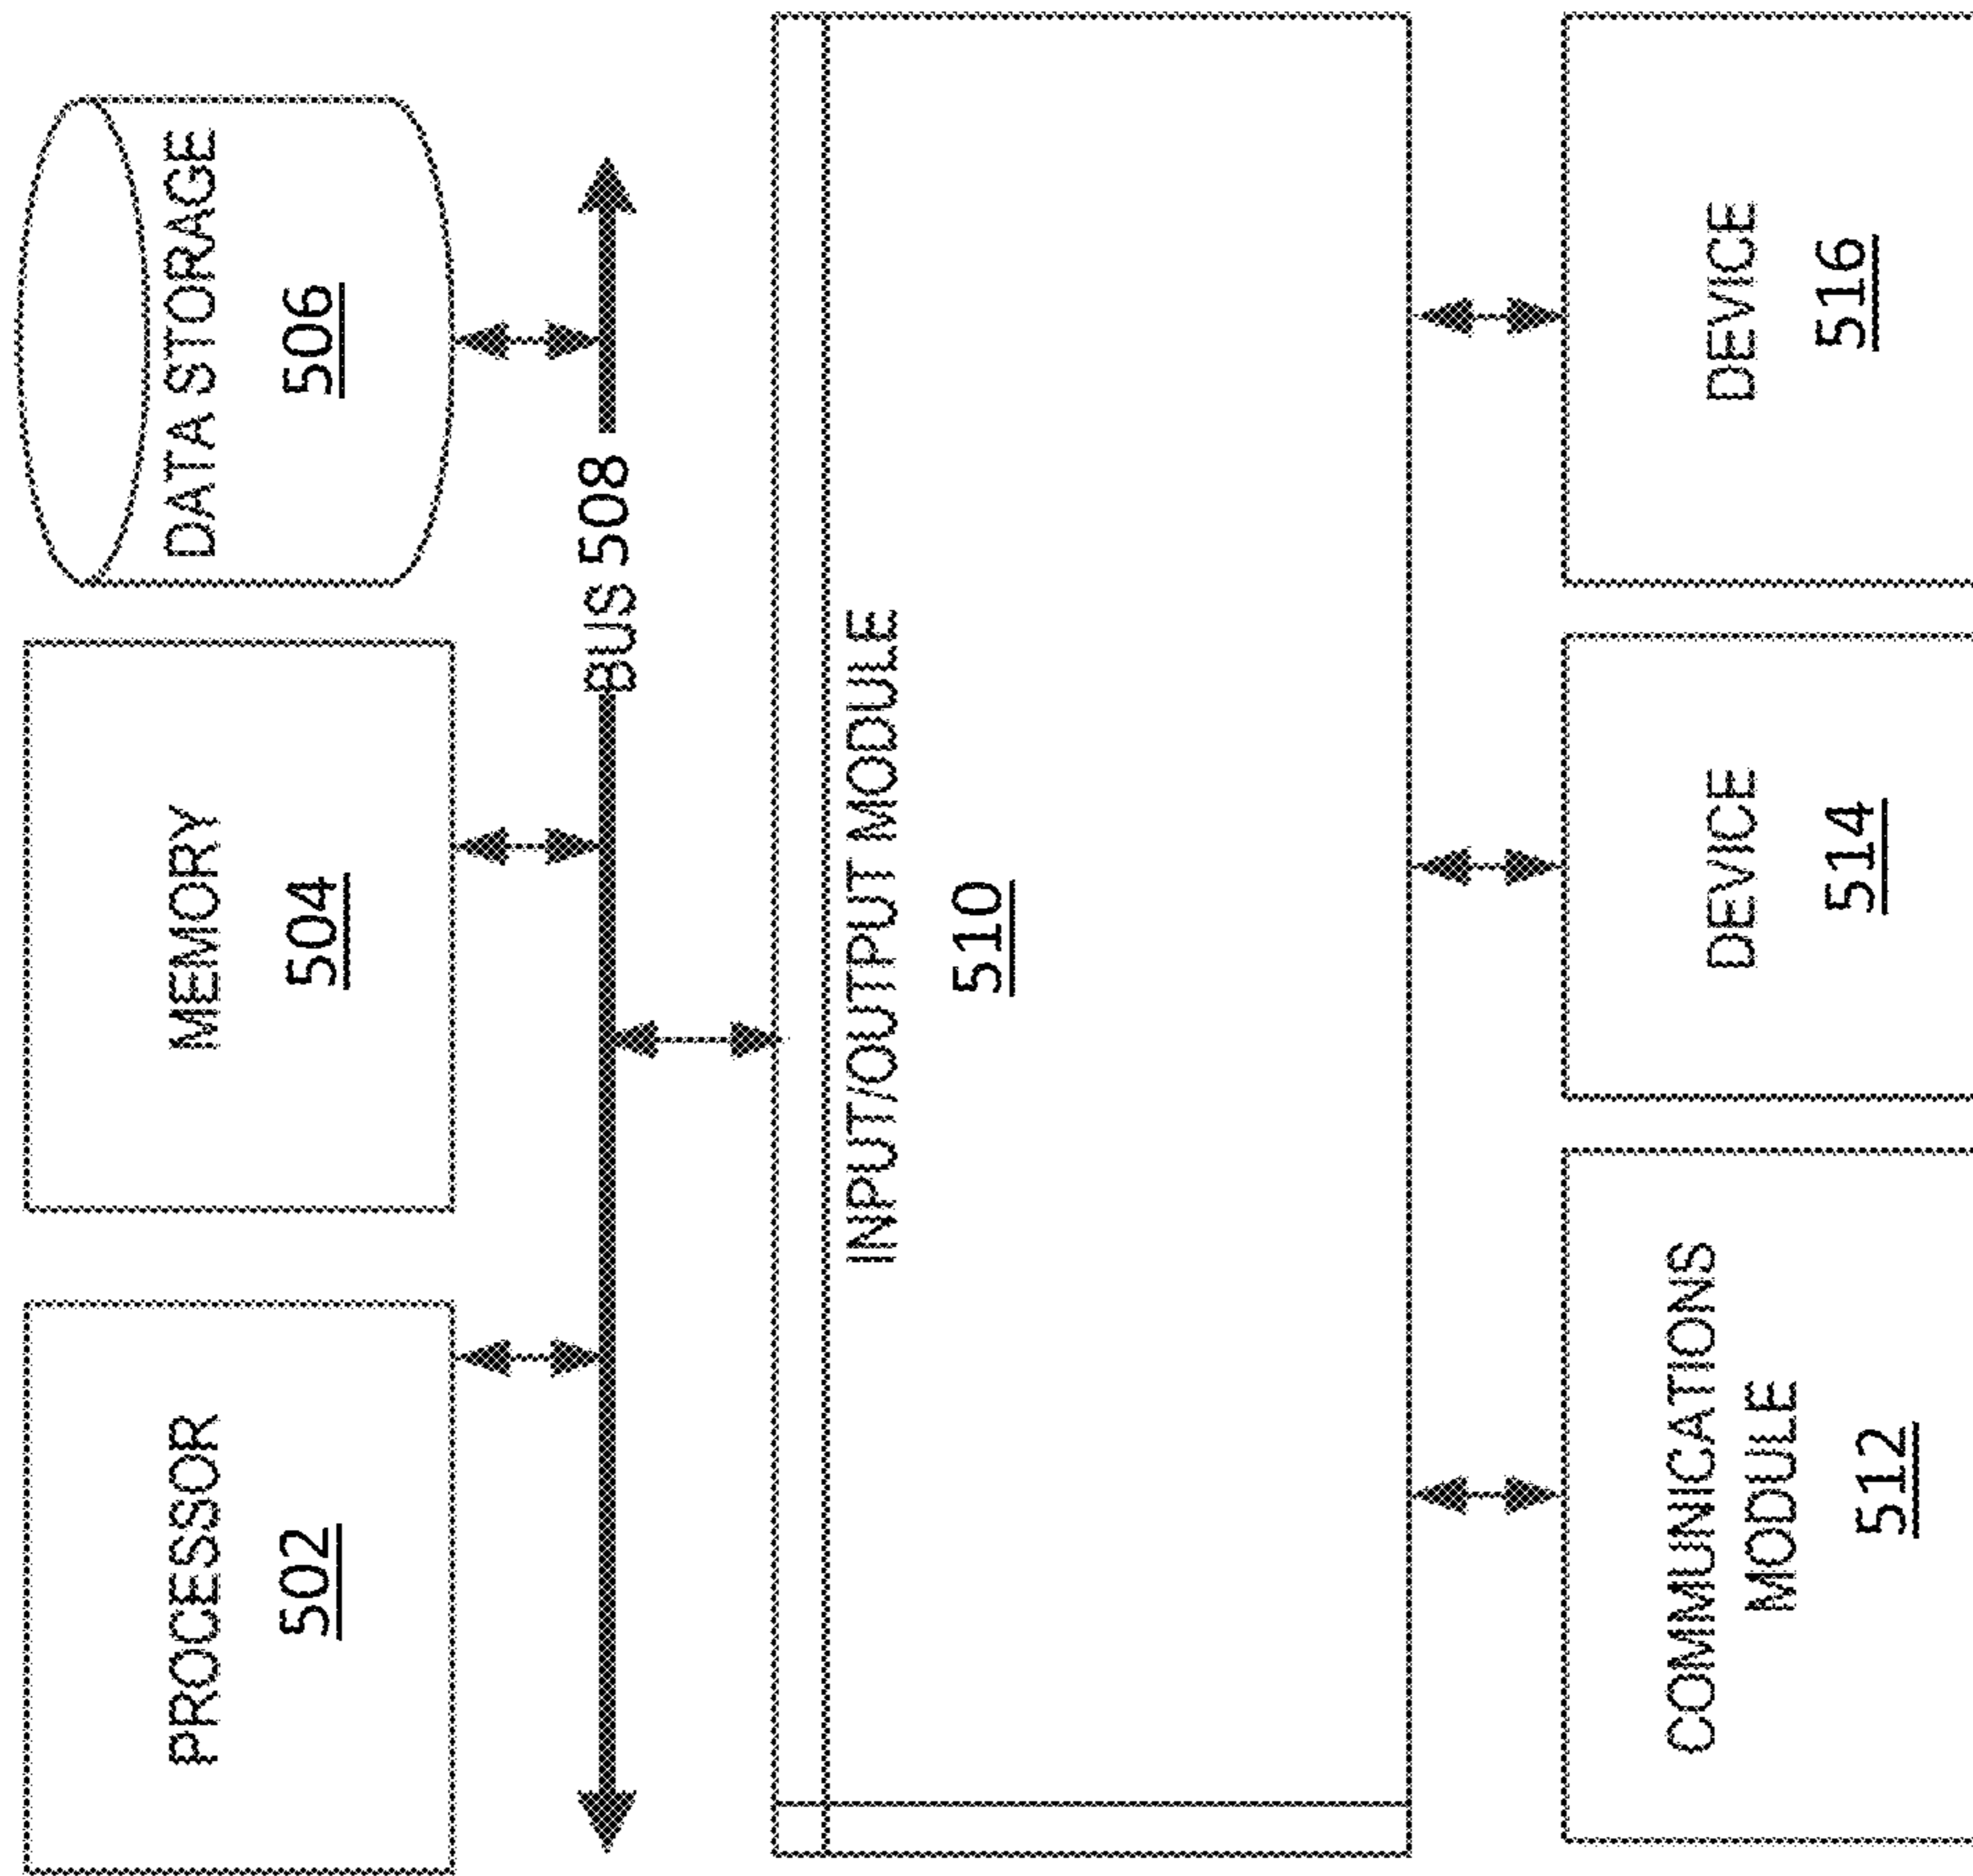 PROCESSOR
502
MEMORY
504
DATA STORAGE
506
BUS 508
INPUT/OUTPUT MODULE
510
COMMUNICATIONS
MODULE
512
DEVICE
514
DEVICE
516